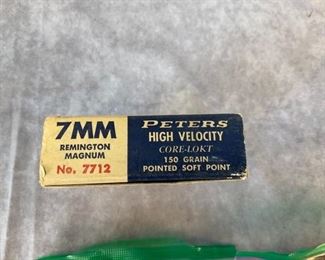 7MM
REMINGTON
MAGNUM
No. 7712
PETERS
HIGH VELOCITY
CORE-LOKT
150 GRAIN
POINTED SOFT POINT